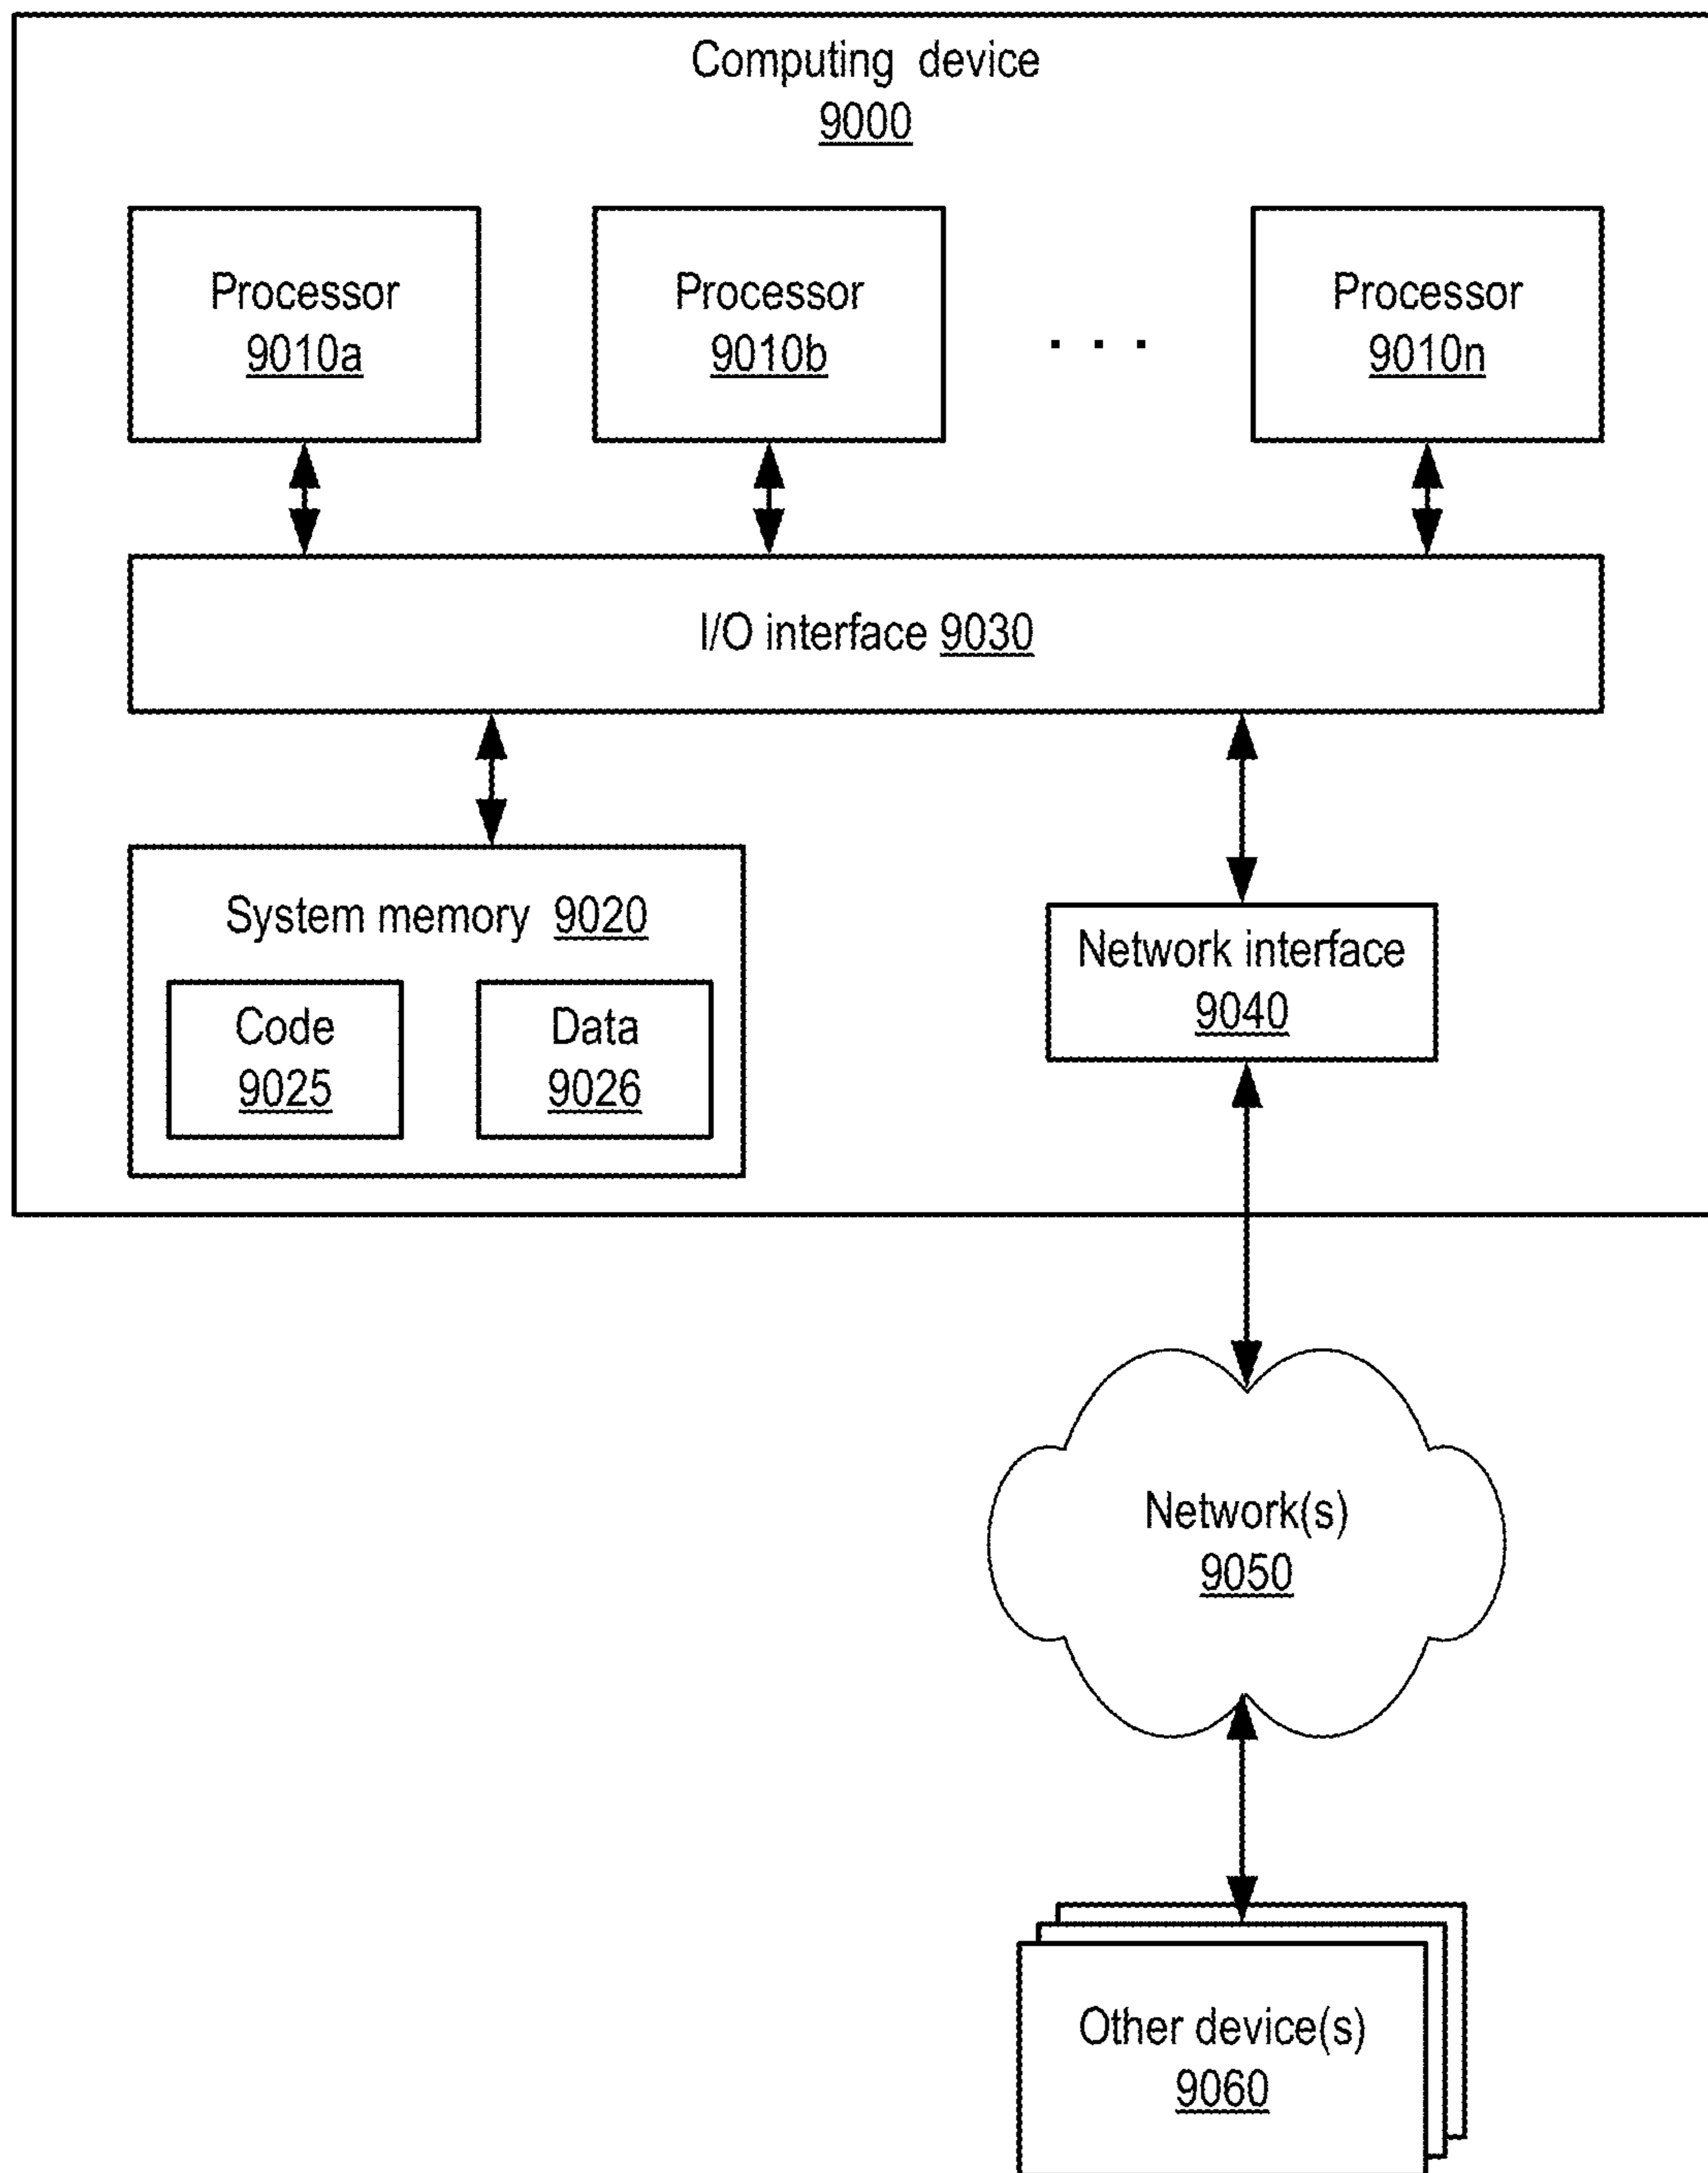 Computing device
9000
Processor
9010a
Processor
9010b
. . .
Processor
9010n
I/O interface 9030
System memory 9020
Code
9025
Data
9026
Network interface
9040
Network(s)
9050
Other device(s)
9060